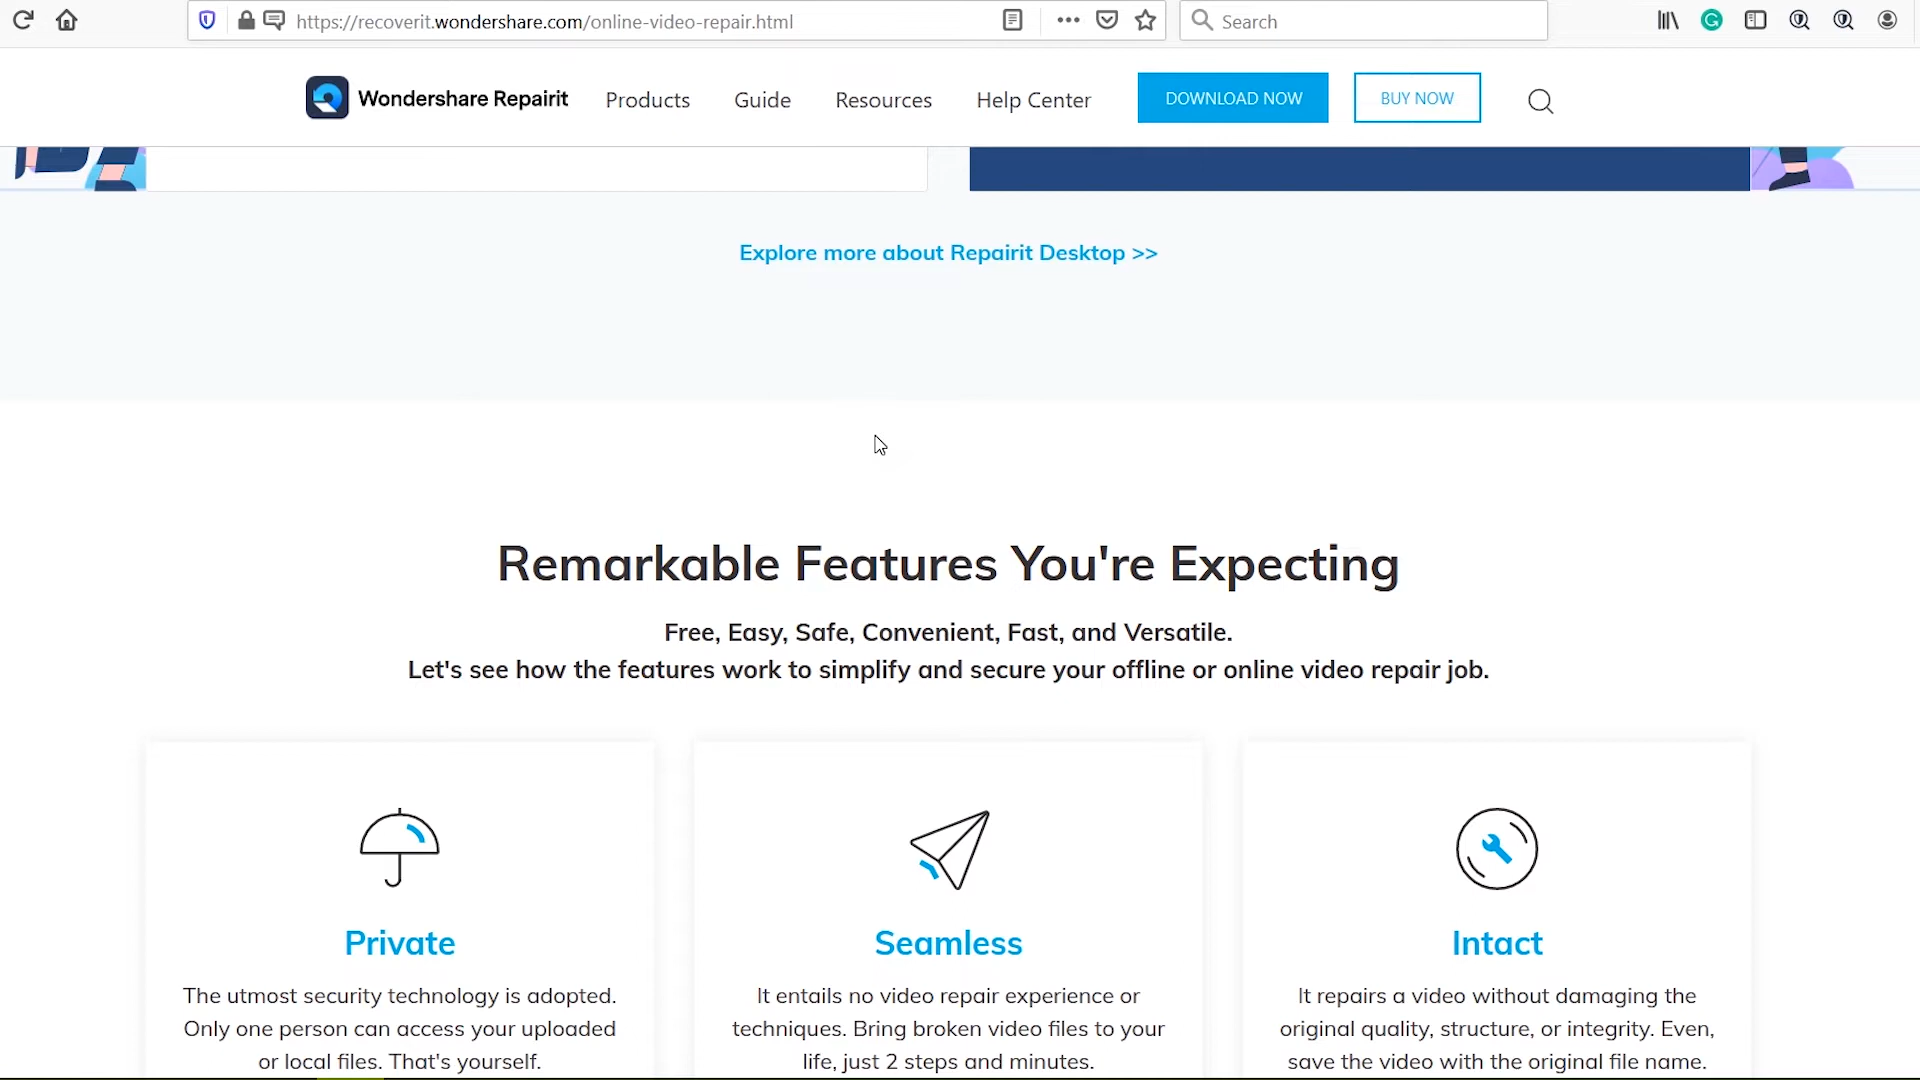 https://recoverit.wondershare.com/online-video-repair.html
Search
Wondershare Repairit
Products
Guide
Resources
Help Center
DOWNLOAD NOW
BUY NOW
Explore more about Repairit Desktop >>
Remarkable Features You're Expecting
Free, Easy, Safe, Convenient, Fast, and Versatile.
Let's see how the features work to simplify and secure your offline or online video repair job.
Private
The utmost security technology is adopted.
Only one person can access your uploaded
or local files. That's yourself.
Seamless
It entails no video repair experience or
techniques. Bring broken video files to your
life, just 2 steps and minutes.
Intact
It repairs a video without damaging the
original quality, structure, or integrity. Even,
save the video with the original file name.